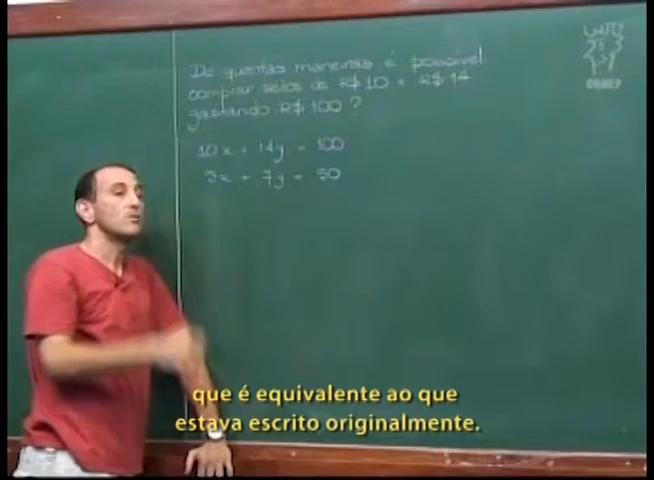 De quantas maneiras é possível
comprar selos de R$ 10 e R$ 14
gastando R$ 100 ?
10x + 14y = 100
5x + 7y = 50
OBMEP
que é equivalente ao que
estava escrito originalmente.